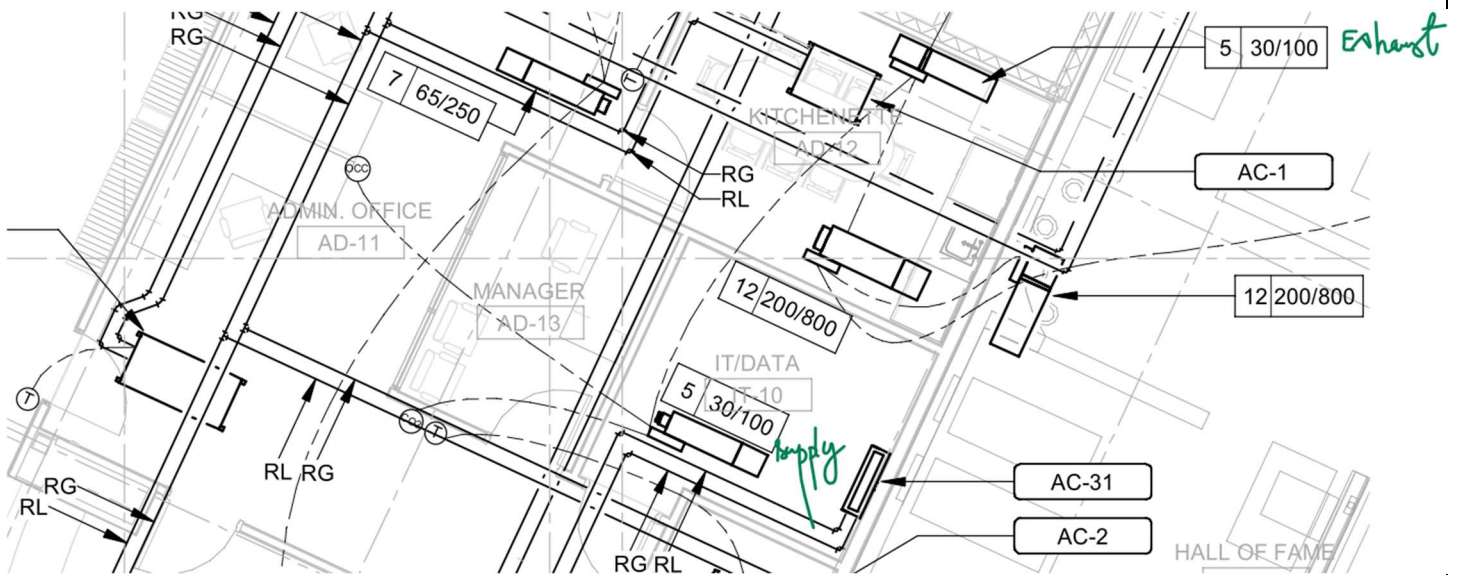 RG
RG
5 30/100 Exhaust
7 65/250
T
KITCHENETTE
AD-12
AC-1
OCC
RG
RL
ADMIN. OFFICE
AD-11
MANAGER
AD-13
12 200/800
12 200/800
IT/DATA
IT-10
5 30/100
supply
T
CO2
T
RL RG
RG
RL
AC-31
AC-2
RG RL
HALL OF FAME